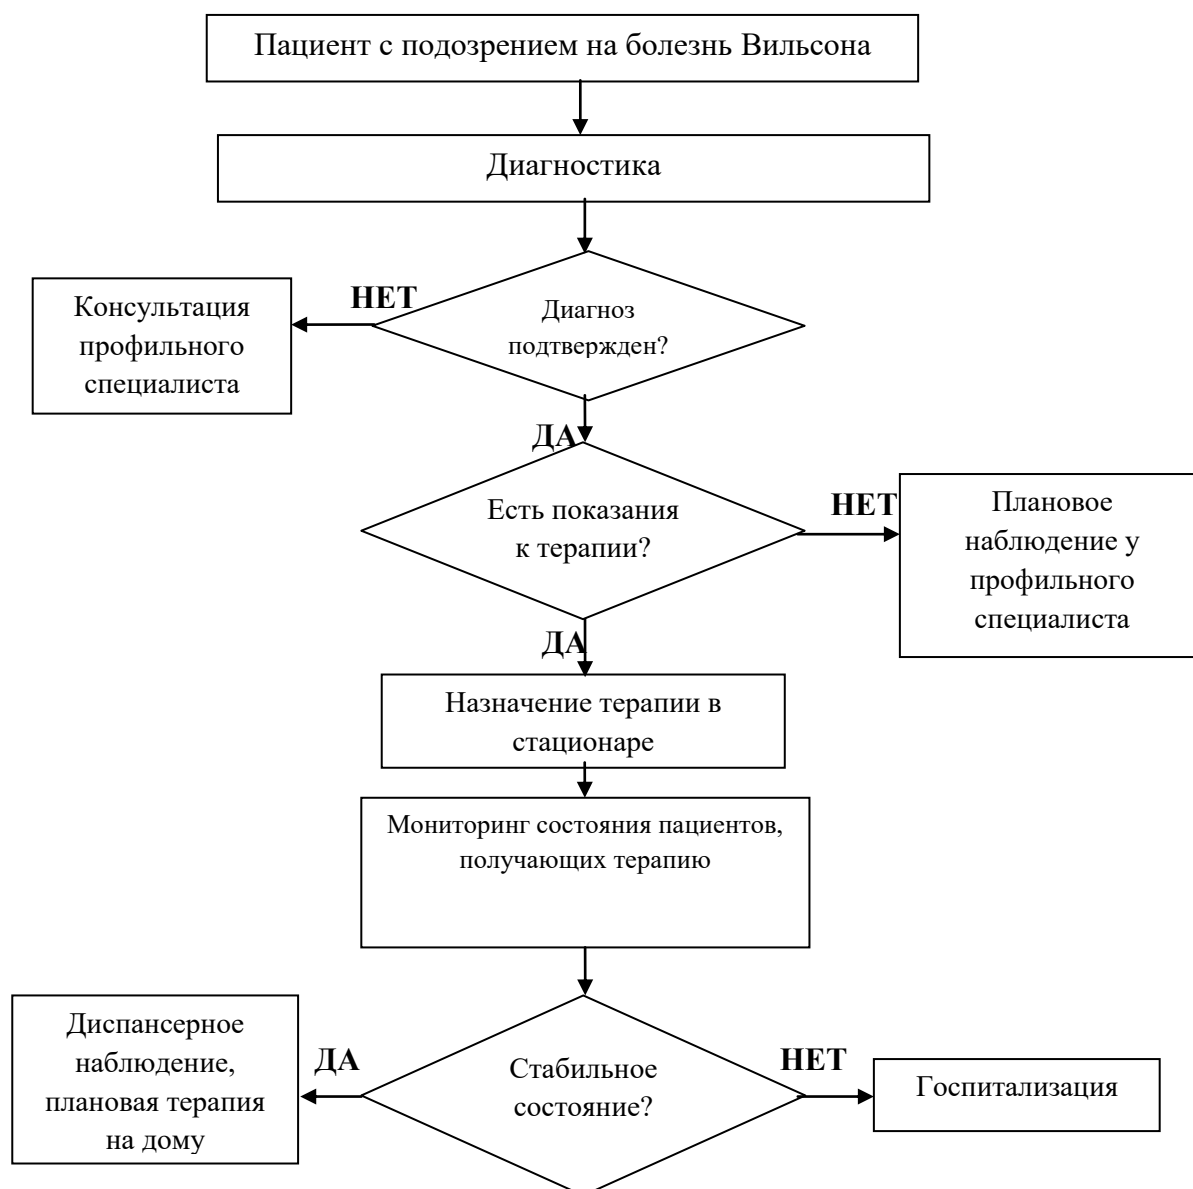 Пациент с подозрением на болезнь Вильсона
Диагностика
НЕТ
Консультация
профильного
специалиста
Диагноз
подтвержден?
ДА
Есть показания
к терапии?
НЕТ
Плановое
наблюдение у
профильного
специалиста
ДА
Назначение терапии в
стационаре
Мониторинг состояния пациентов,
получающих терапию
Диспансерное
наблюдение,
плановая терапия
на дому
ДА
Стабильное
состояние?
НЕТ
Госпитализация